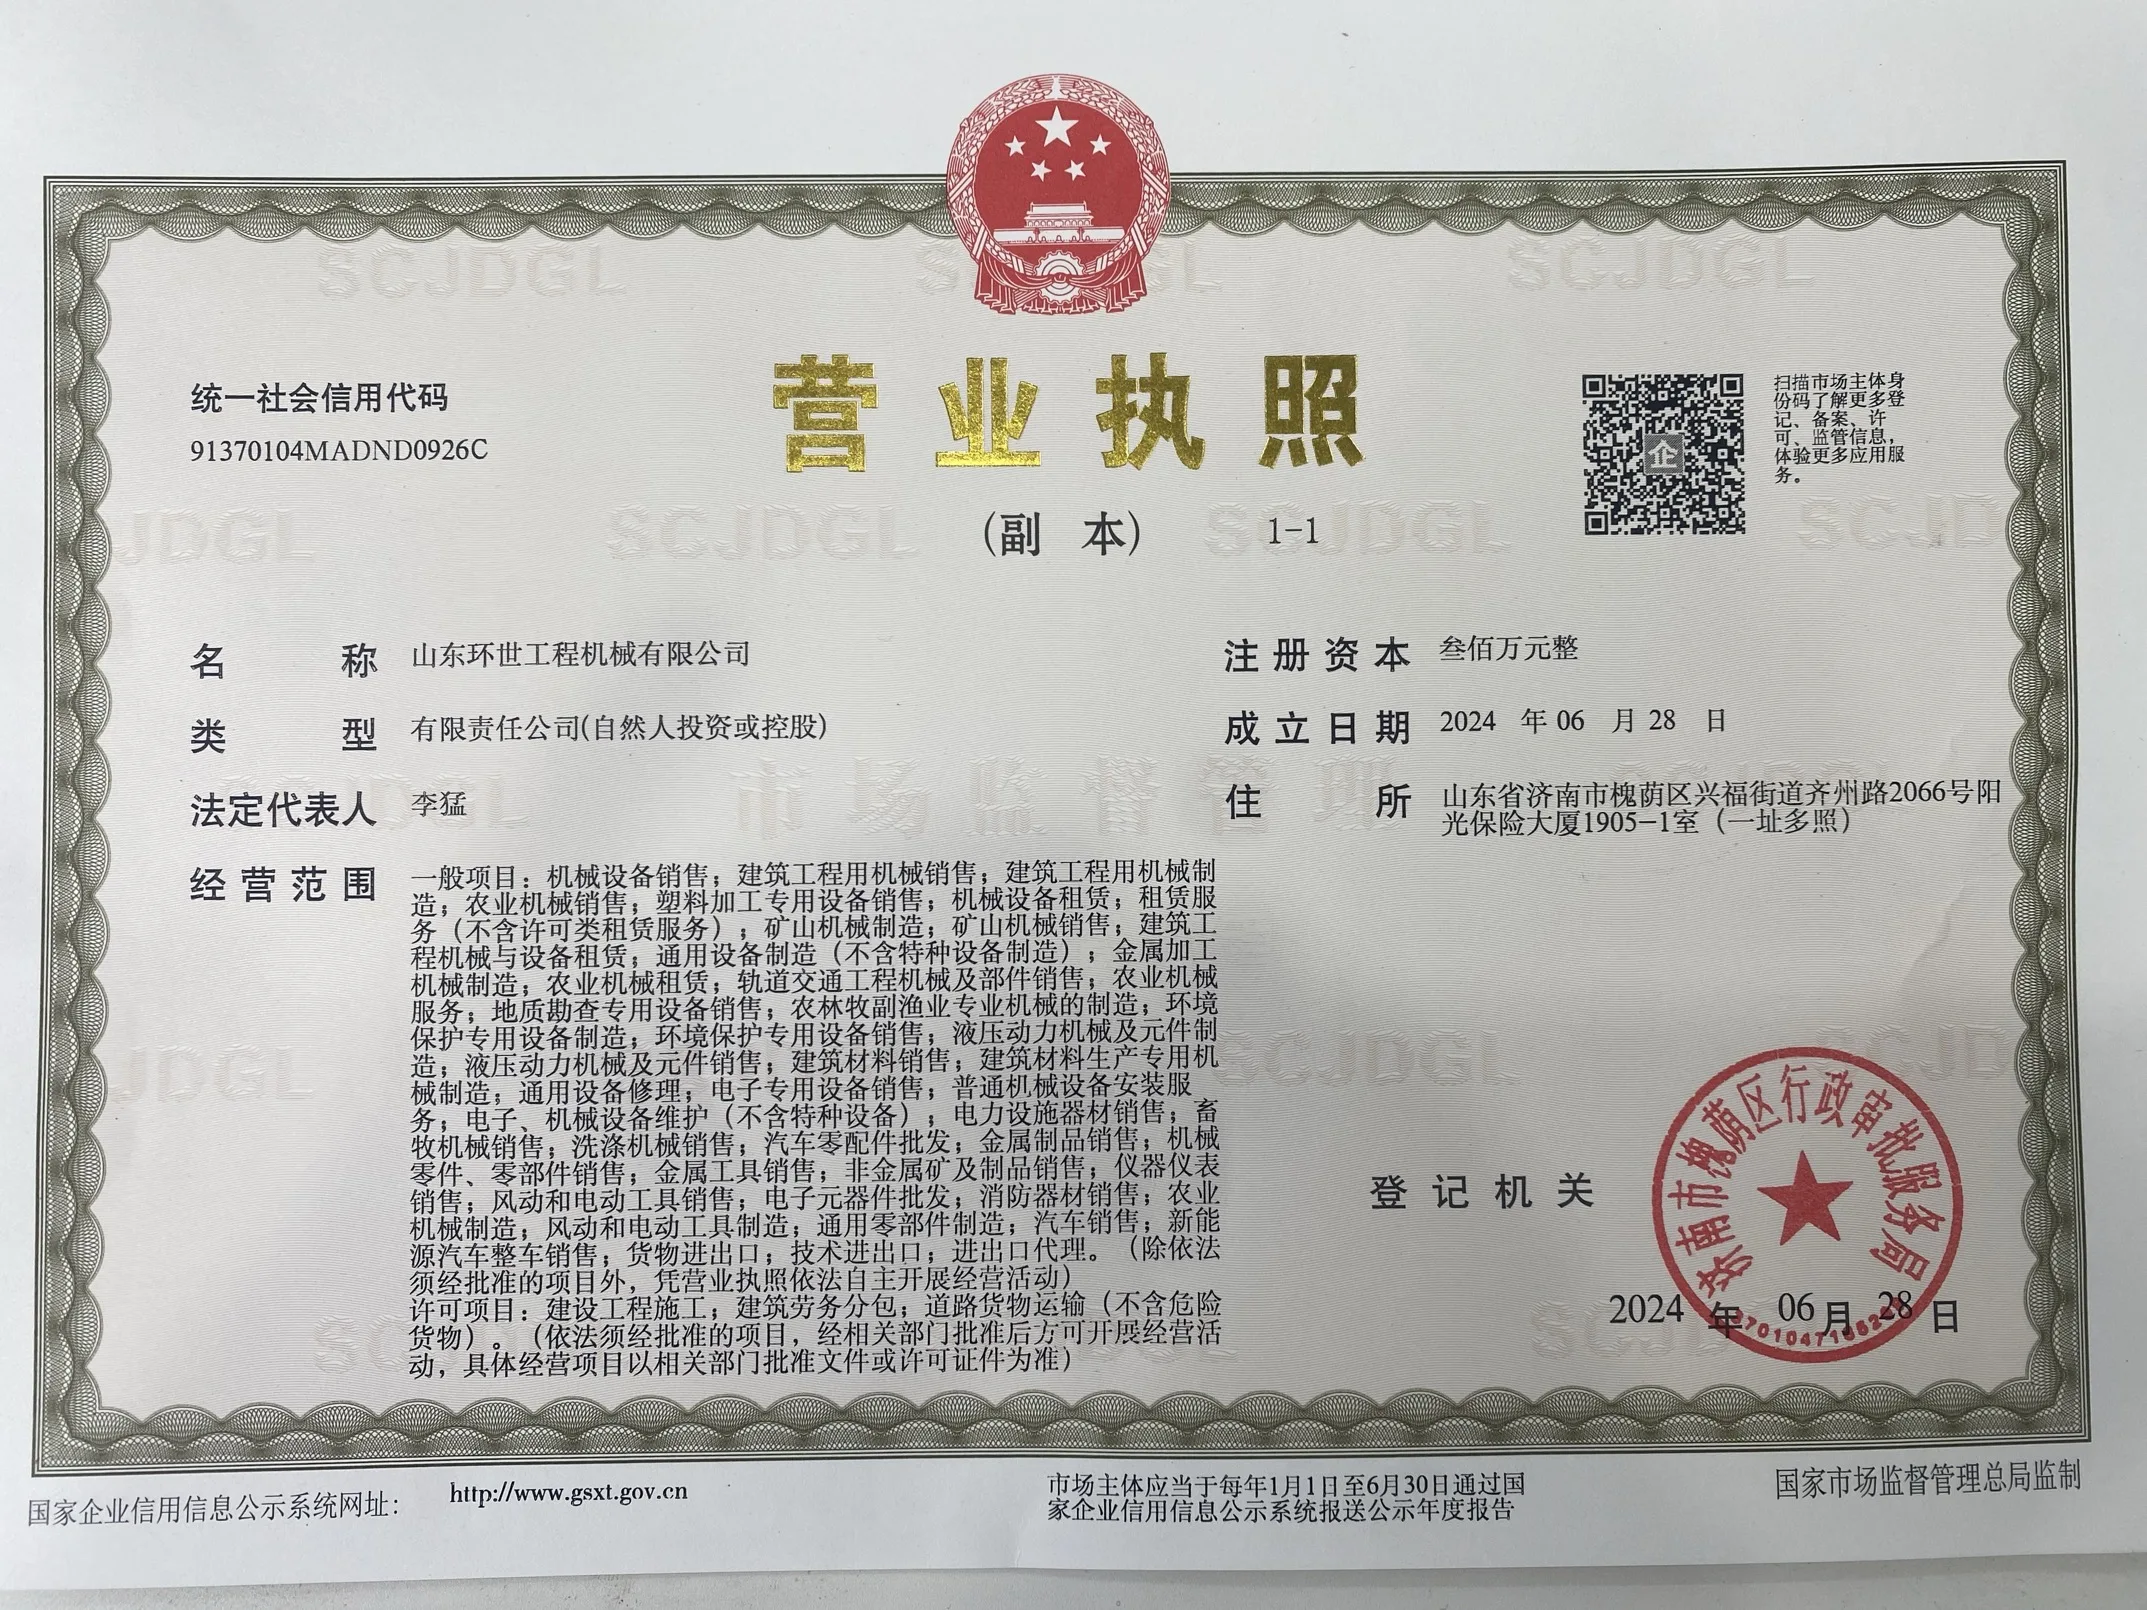 统一社会信用代码
91370104MADND0926C
营业执照
(副 本) 1-1
扫描市场主体身
份码了解更多登
记、备案、许
可、监管信息,
体验更多应用服
务。
企
名 称 山东环世工程机械有限公司
类 型 有限责任公司(自然人投资或控股)
法定代表人 李猛
经营范围 一般项目：机械设备销售；建筑工程用机械销售；建筑工程用机械制
造；农业机械销售；塑料加工专用设备销售；机械设备租赁；租赁服
务（不含许可类租赁服务）；矿山机械制造；矿山机械销售；建筑工
程机械与设备租赁；通用设备制造（不含特种设备制造）；金属加工
机械制造；农业机械租赁；轨道交通工程机械及部件销售；农业机械
服务；地质勘查专用设备销售；农林牧副渔业专业机械的制造；环境
保护专用设备制造；环境保护专用设备销售；液压动力机械及元件制
造；液压动力机械及元件销售；建筑材料销售；建筑材料生产专用机
械制造；通用设备修理；电子专用设备销售；普通机械设备安装服
务；电子、机械设备维护（不含特种设备）；电力设施器材销售；畜
牧机械销售；洗涤机械销售；汽车零配件批发；金属制品销售；机械
零件、零部件销售；金属工具销售；非金属矿及制品销售；仪器仪表
销售；风动和电动工具销售；电子元器件批发；消防器材销售；农业
机械制造；风动和电动工具制造；通用零部件制造；汽车销售；新能
源汽车整车销售；货物进出口；技术进出口；进出口代理。（除依法
须经批准的项目外，凭营业执照依法自主开展经营活动）
许可项目：建设工程施工；建筑劳务分包；道路货物运输（不含危险
货物）。（依法须经批准的项目，经相关部门批准后方可开展经营活
动，具体经营项目以相关部门批准文件或许可证件为准）
注册资本 叁佰万元整
成立日期 2024 年 06 月 28 日
住 所 山东省济南市槐荫区兴福街道齐州路2066号阳
光保险大厦1905-1室（一址多照）
登记机关
济南市槐荫区行政审批服务局
2024 年 06 月 28 日
国家企业信用信息公示系统网址： http://www.gsxt.gov.cn
市场主体应当于每年1月1日至6月30日通过国
家企业信用信息公示系统报送公示年度报告
国家市场监督管理总局监制
SCJDGL
市场监督管理